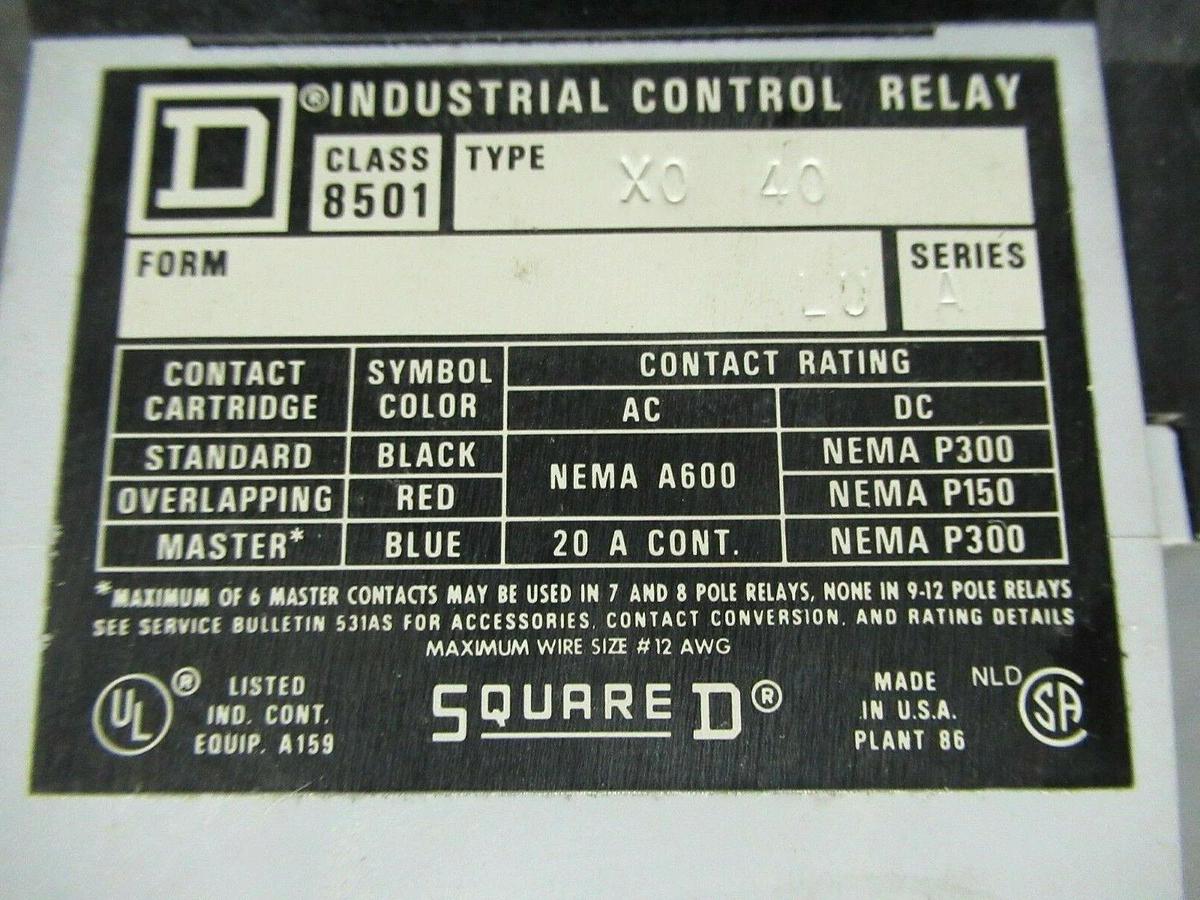 D
® INDUSTRIAL CONTROL RELAY
CLASS 8501
TYPE XO 40
FORM
SERIES A
CONTACT CARTRIDGE
SYMBOL COLOR
CONTACT RATING
AC DC
STANDARD BLACK NEMA A600 NEMA P300
OVERLAPPING RED NEMA P150
MASTER* BLUE 20 A CONT. NEMA P300
*MAXIMUM OF 6 MASTER CONTACTS MAY BE USED IN 7 AND 8 POLE RELAYS, NONE IN 9-12 POLE RELAYS
SEE SERVICE BULLETIN 531AS FOR ACCESSORIES, CONTACT CONVERSION, AND RATING DETAILS
MAXIMUM WIRE SIZE #12 AWG
UL ®
LISTED
IND. CONT.
EQUIP. A159
SQUARE D ®
MADE
IN U.S.A.
PLANT 86
NLD
SA